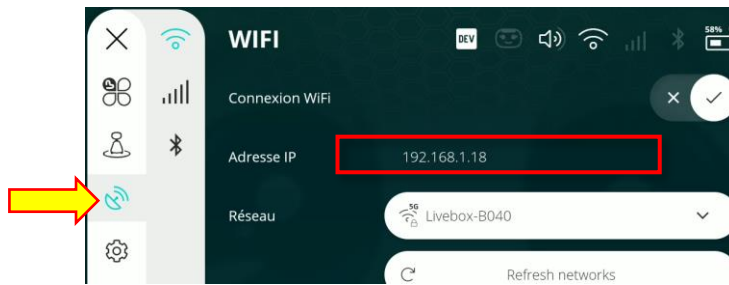 WIFI
DEV
58%
Connexion WiFi
Adresse IP
192.168.1.18
Réseau
5G
Livebox-B040
Refresh networks